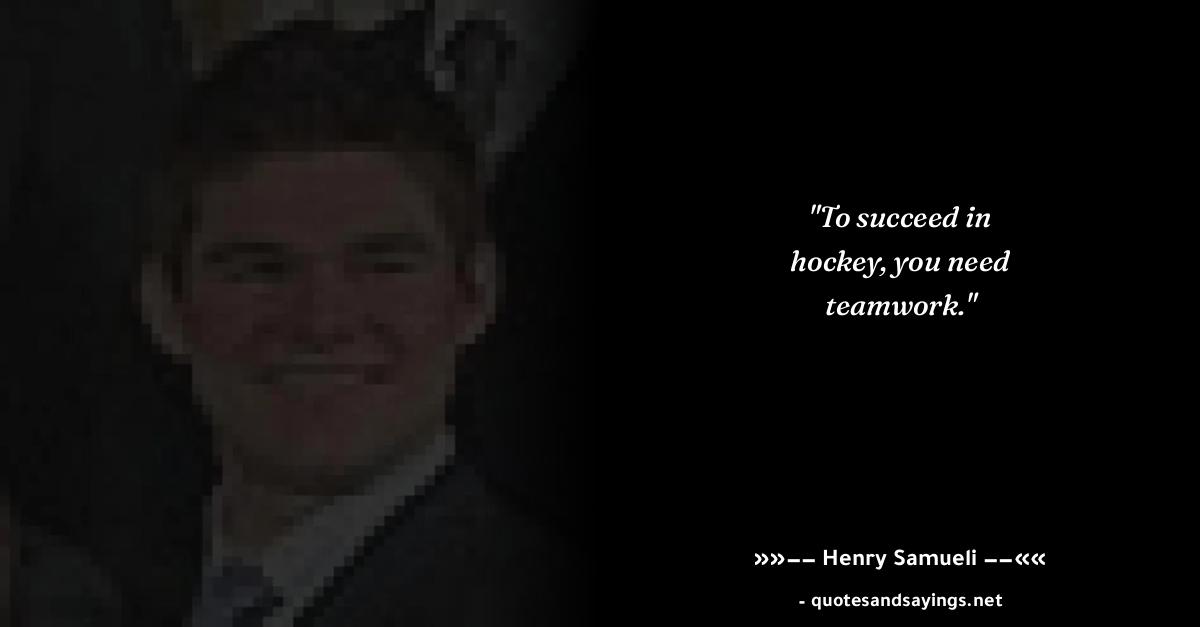 "To succeed in
hockey, you need
teamwork."
»»−− Henry Samueli −−««
- quotesandsayings.net